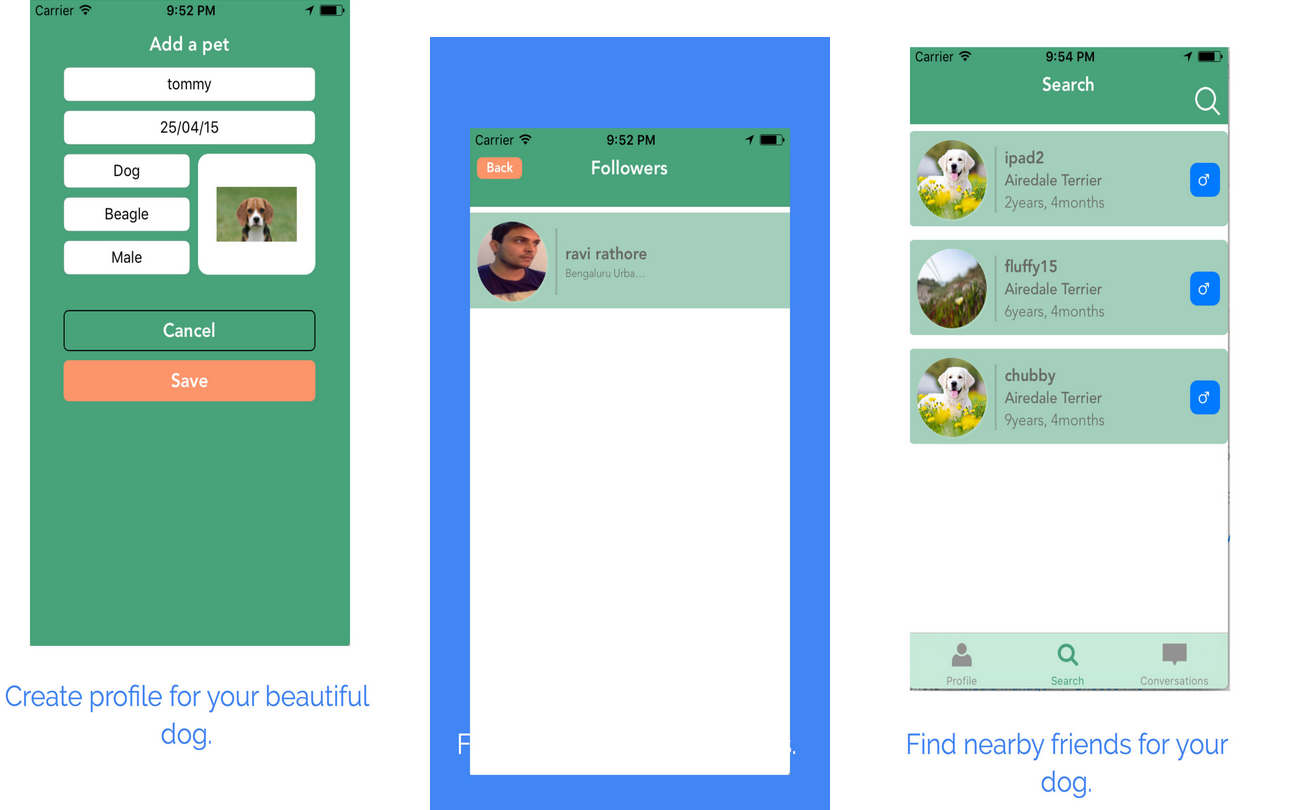 Carrier 9:52 PM
Add a pet
tommy
25/04/15
Dog
Beagle
Male
Cancel
Save
Create profile for your beautiful
dog.
Carrier 9:52 PM
Back Followers
ravi rathore
Bengaluru Urba...
Carrier 9:54 PM
Search
ipad2
Airedale Terrier
2years, 4months
fluffy15
Airedale Terrier
6years, 4months
chubby
Airedale Terrier
9years, 4months
Profile Search Conversations
Find nearby friends for your
dog.